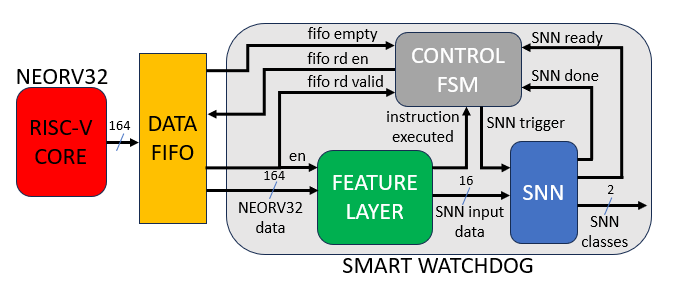 NEORV32
RISC-V
CORE
164
DATA
FIFO
fifo empty
fifo rd en
fifo rd valid
CONTROL
FSM
SNN ready
SNN done
instruction
executed
SNN trigger
en
164
NEORV32
data
FEATURE
LAYER
16
SNN input
data
SNN
2
SNN
classes
SMART WATCHDOG